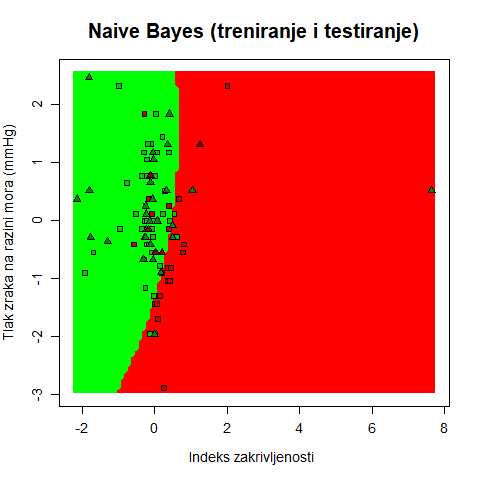 Naive Bayes (treniranje i testiranje)
Tlak zraka na razini mora (mmHg)
2
1
0
-1
-2
-3
-2 0 2 4 6 8
Indeks zakrivljenosti